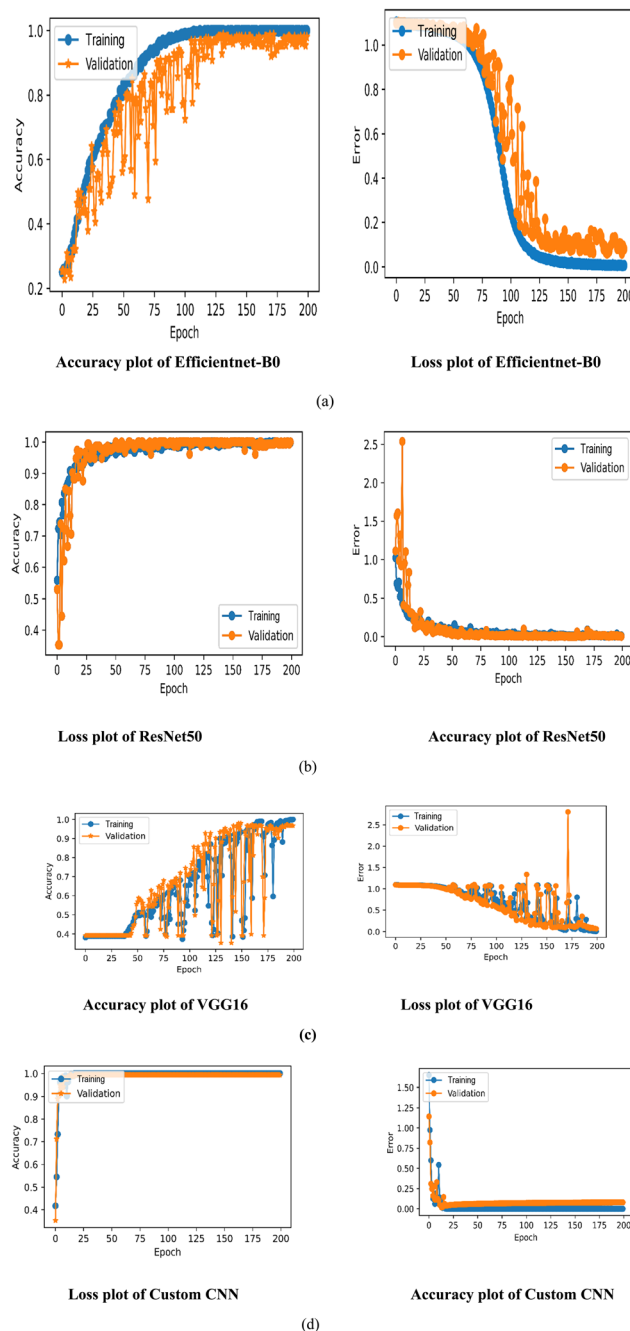 1.0
0.8
0.6
0.4
0.2
Accuracy
Training
Validation
0 25 50 75 100 125 150 175 200
Epoch
1.0
0.8
0.6
0.4
0.2
0.0
Error
Training
Validation
0 25 50 75 100 125 150 175 200
Epoch
Accuracy plot of Efficientnet-B0
Loss plot of Efficientnet-B0
(a)
1.0
0.9
0.8
0.7
0.6
0.5
0.4
Accuracy
Training
Validation
0 25 50 75 100 125 150 175 200
Epoch
2.5
2.0
1.5
1.0
0.5
0.0
Error
Training
Validation
0 25 50 75 100 125 150 175 200
Epoch
Loss plot of ResNet50
Accuracy plot of ResNet50
(b)
1.0
0.9
0.8
0.7
0.6
0.5
0.4
Accuracy
Training
Validation
0 25 50 75 100 125 150 175 200
Epoch
2.5
2.0
1.5
1.0
0.5
0.0
Error
Training
Validation
0 25 50 75 100 125 150 175 200
Epoch
Accuracy plot of VGG16
Loss plot of VGG16
(c)
1.0
0.9
0.8
0.7
0.6
0.5
0.4
Accuracy
Training
Validation
0 25 50 75 100 125 150 175 200
Epoch
1.50
1.25
1.00
0.75
0.50
0.25
0.00
Error
Training
Validation
0 25 50 75 100 125 150 175 200
Epoch
Loss plot of Custom CNN
Accuracy plot of Custom CNN
(d)